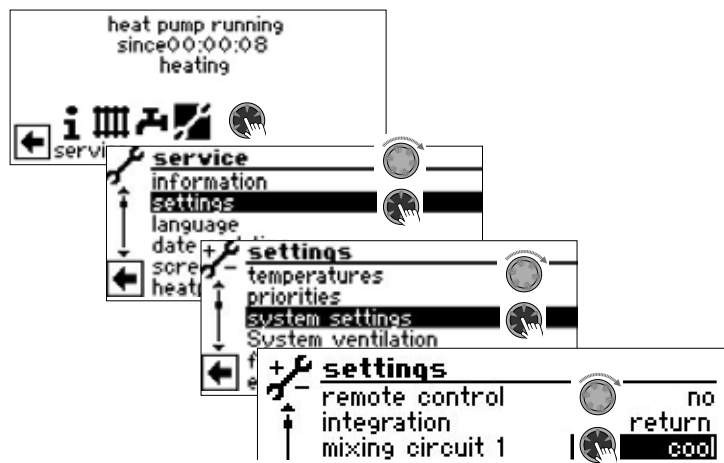 heat pump running
since00:00:08
heating
servi
service
information
settings
language
date
scre
heat
settings
temperatures
priorities
system settings
System ventilation
settings
remote control no
integration return
mixing circuit 1 cool